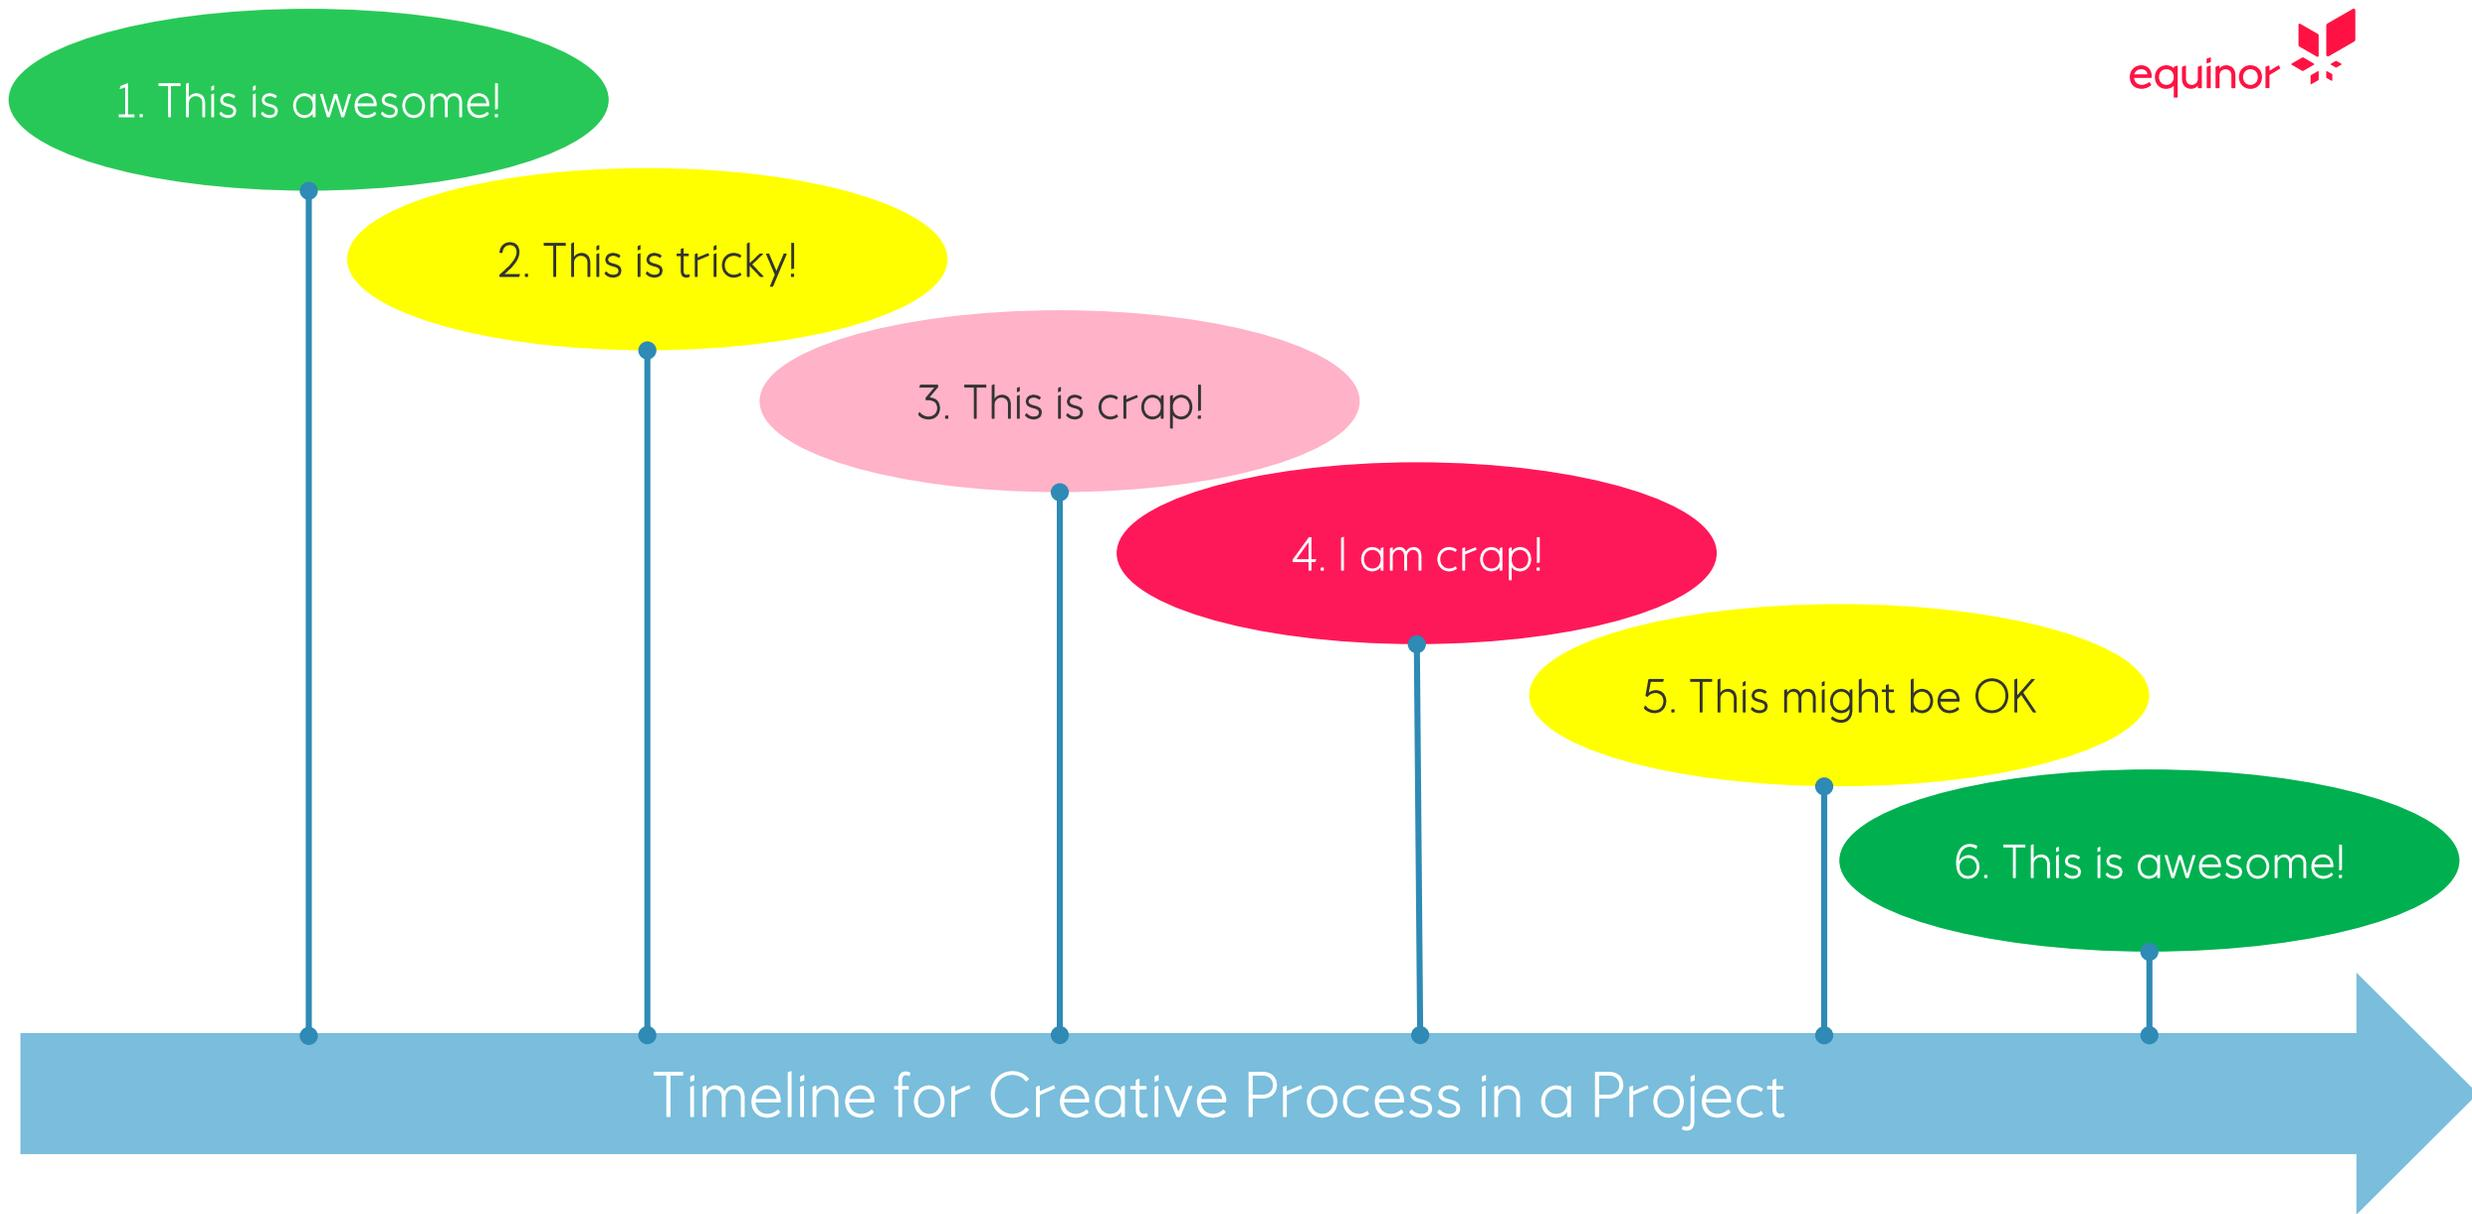 1. This is awesome!
equinor
2. This is tricky!
3. This is crap!
4. I am crap!
5. This might be OK
6. This is awesome!
Timeline for Creative Process in a Project